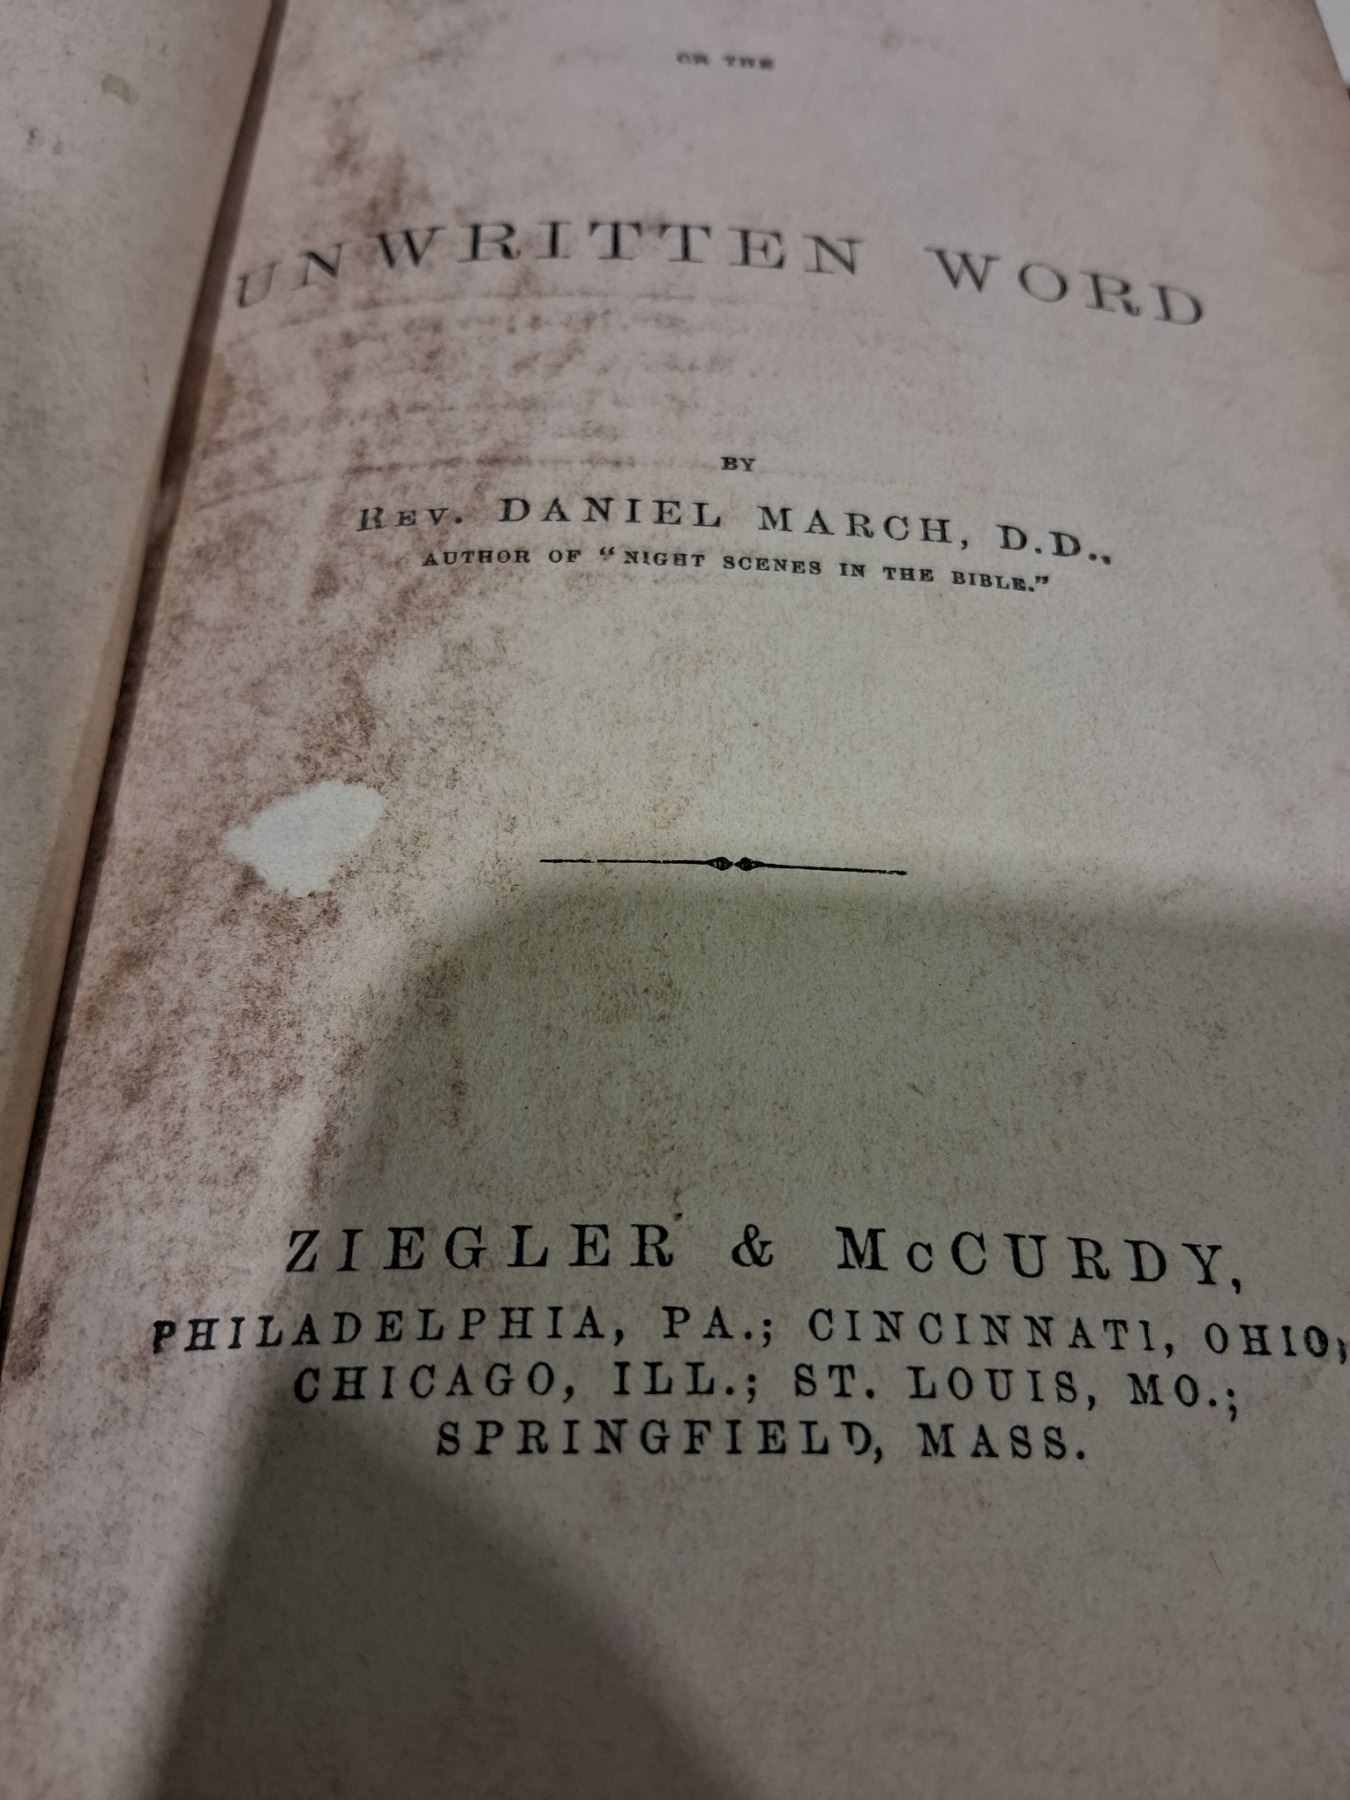 OR THE
UNWRITTEN WORD
BY
REV. DANIEL MARCH, D.D.,
AUTHOR OF "NIGHT SCENES IN THE BIBLE."
ZIEGLER & McCURDY,
PHILADELPHIA, PA.; CINCINNATI, OHIO;
CHICAGO, ILL.; ST. LOUIS, MO.;
SPRINGFIELD, MASS.